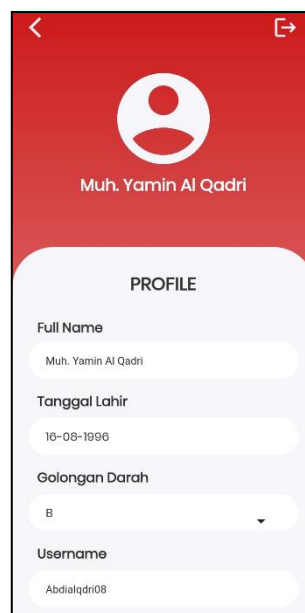 Muh. Yamin Al Qadri
PROFILE
Full Name
Muh. Yamin Al Qadri
Tanggal Lahir
16-08-1996
Golongan Darah
B
Username
Abdialqdri08